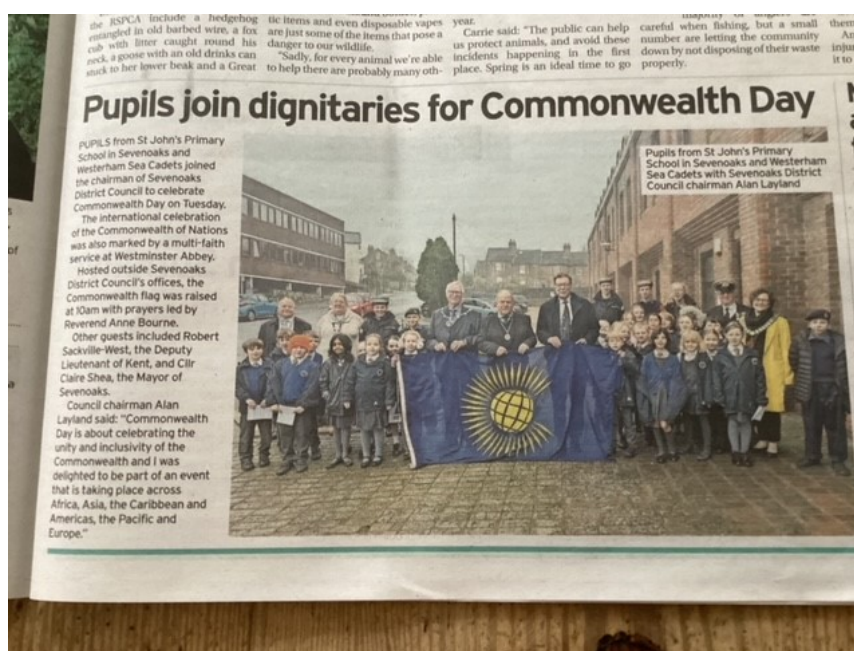 the RSPCA include a hedgehog
entangled in old barbed wire, a fox
cub with litter caught round his
neck, a goose with an old drinks can
stuck to her lower beak and a Great
tic items and even disposable vapes
are just some of the items that pose a
danger to our wildlife.
"Sadly, for every animal we're able
to help there are probably many oth-
year.
Carrie said: "The public can help
us protect animals, and avoid these
incidents happening in the first
place. Spring is an ideal time to go
majority of anglers are
careful when fishing, but a small
number are letting the community
down by not disposing of their waste
properly.
them
injur
it to
Pupils join dignitaries for Commonwealth Day
PUPILS from St John's Primary
School in Sevenoaks and
Westerham Sea Cadets joined
the chairman of Sevenoaks
District Council to celebrate
Commonwealth Day on Tuesday.
The international celebration
of the Commonwealth of Nations
was also marked by a multi-faith
service at Westminster Abbey.
Hosted outside Sevenoaks
District Council's offices, the
Commonwealth flag was raised
at 10am with prayers led by
Reverend Anne Bourne.
Other guests included Robert
Sackville-West, the Deputy
Lieutenant of Kent, and Cllr
Claire Shea, the Mayor of
Sevenoaks.
Council chairman Alan
Layland said: "Commonwealth
Day is about celebrating the
unity and inclusivity of the
Commonwealth and I was
delighted to be part of an event
that is taking place across
Africa, Asia, the Caribbean and
Americas, the Pacific and
Europe."
Pupils from St John's Primary
School in Sevenoaks and Westerham
Sea Cadets with Sevenoaks District
Council chairman Alan Layland
of